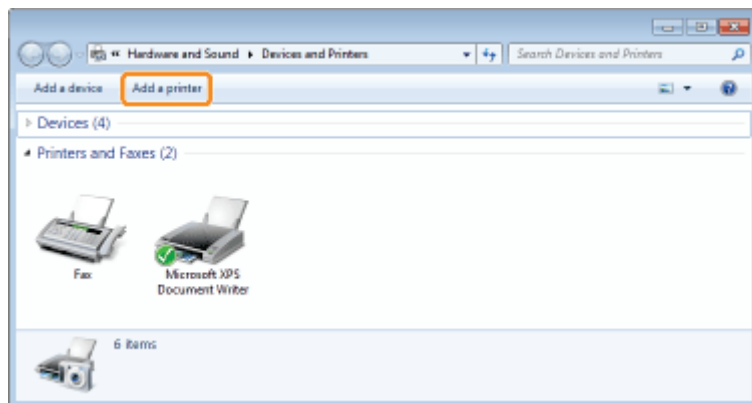 « Hardware and Sound ▸ Devices and Printers
Search Devices and Printers
Add a device Add a printer
Devices (4)
Printers and Faxes (2)
Fax
Microsoft XPS
Document Writer
6 items